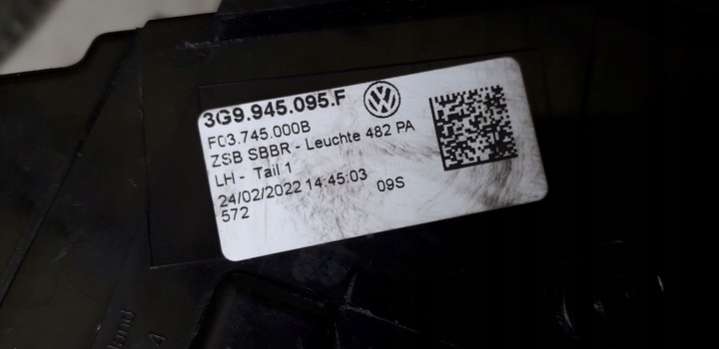 3G9.945.095.F
F03.745.000B
ZSB SBBR - Leuchte 482 PA
LH - Tail 1
24/02/2022 14:45:03
09S
572